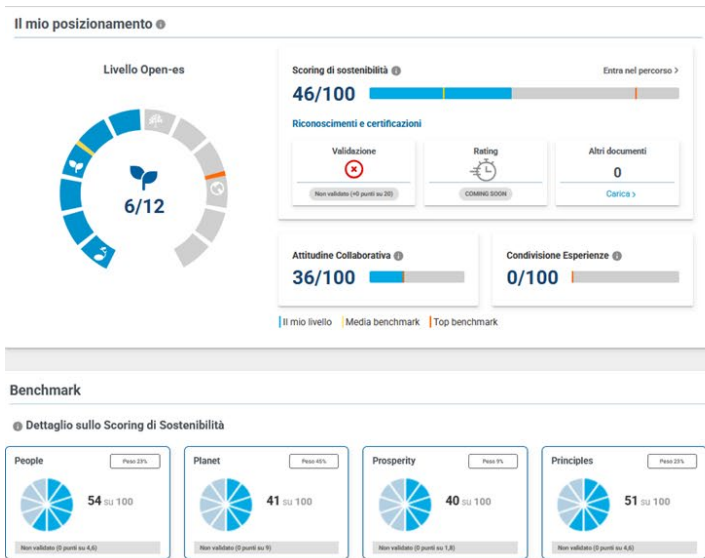 Il mio posizionamento
Livello Open-es
6/12
Scoring di sostenibilità
Entra nel percorso >
46/100
Riconoscimenti e certificazioni
Validazione
Non validato (+0 punti su 20)
Rating
COMING SOON
Altri documenti
0
Carica >
Attitudine Collaborativa
36/100
Condivisione Esperienze
0/100
Il mio livello
Media benchmark
Top benchmark
Benchmark
Dettaglio sullo Scoring di Sostenibilità
People
Peso 23%
54 su 100
Non validato (0 punti su 4,6)
Planet
Peso 45%
41 su 100
Non validato (0 punti su 9)
Prosperity
Peso 9%
40 su 100
Non validato (0 punti su 1,8)
Principles
Peso 23%
51 su 100
Non validato (0 punti su 4,6)